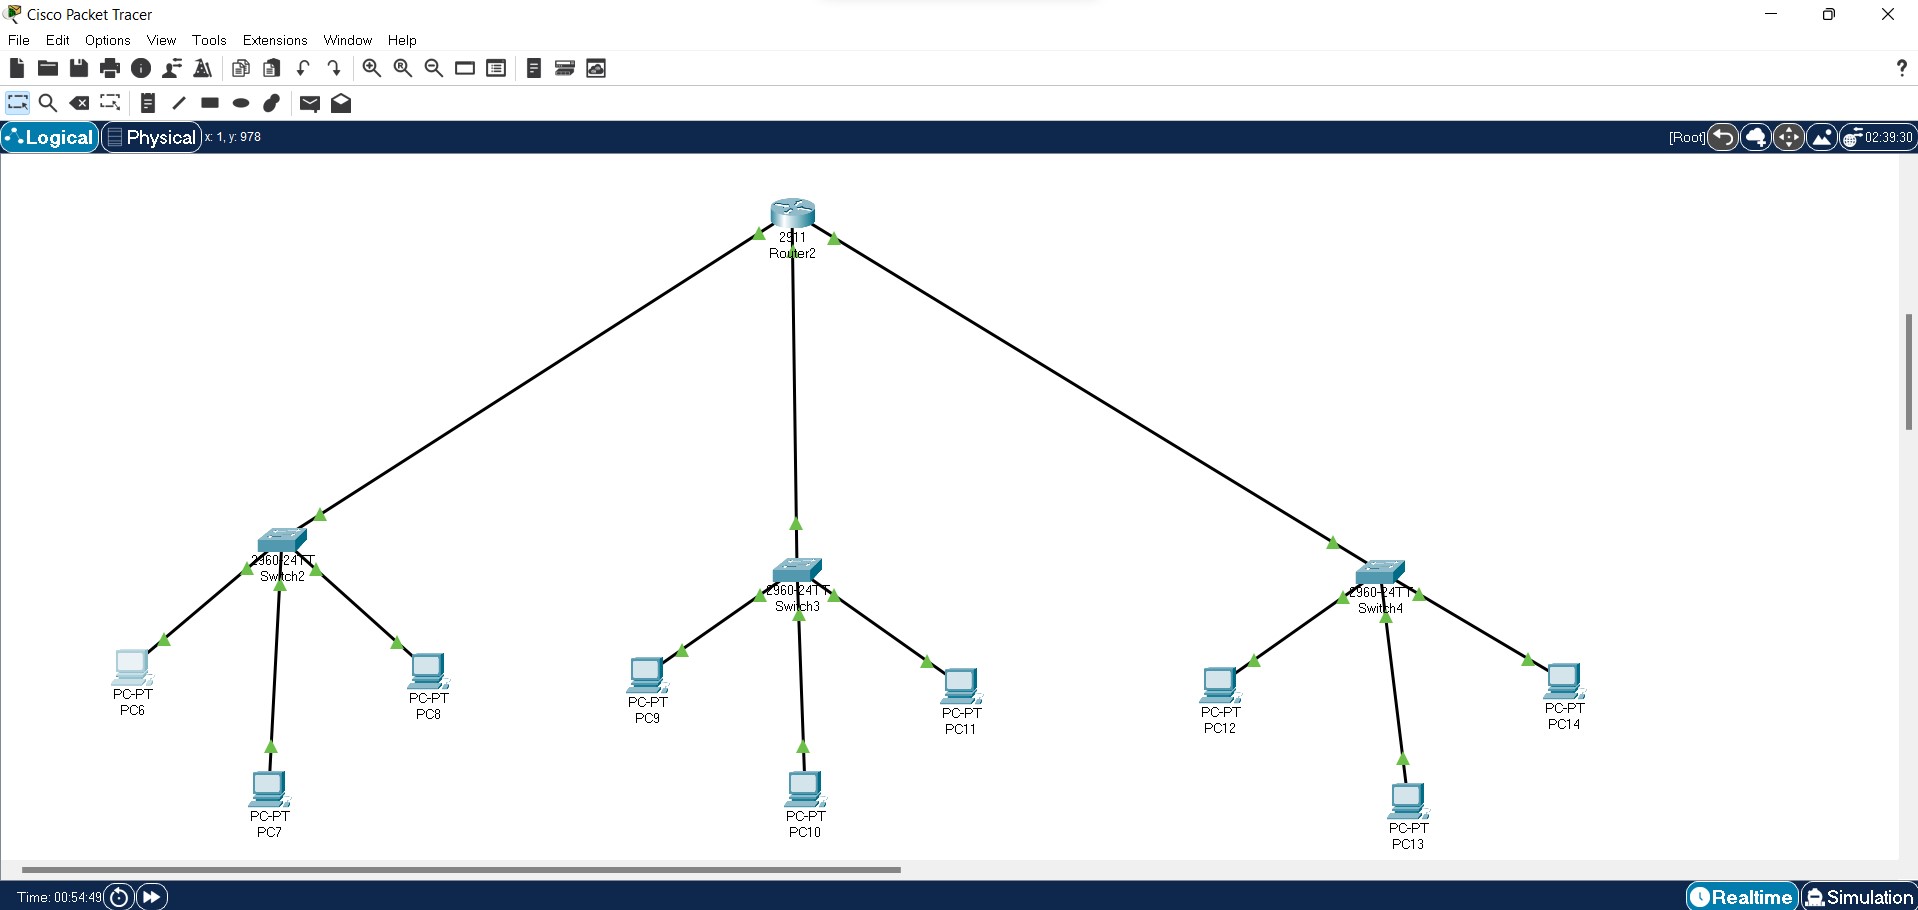 Cisco Packet Tracer
File Edit Options View Tools Extensions Window Help
?
Logical Physical x: 1, y: 978 [Root] 02:39:30
2911
Router2
2960-24TT
Switch2
2960-24TT
Switch3
2960-24TT
Switch4
PC-PT
PC6
PC-PT
PC8
PC-PT
PC9
PC-PT
PC11
PC-PT
PC12
PC-PT
PC14
PC-PT
PC7
PC-PT
PC10
PC-PT
PC13
Time: 00:54:49 Realtime Simulation